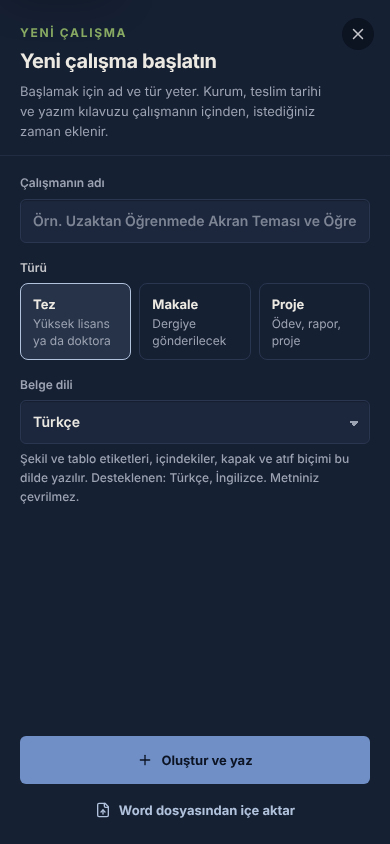 YENİ ÇALIŞMA
Yeni çalışma başlatın
Başlamak için ad ve tür yeter. Kurum, teslim tarihi
ve yazım kılavuzu çalışmanın içinden, istediğiniz
zaman eklenir.
Çalışmanın adı
Örn. Uzaktan Öğrenmede Akran Teması ve Öğre
Türü
Tez
Yüksek lisans
ya da doktora
Makale
Dergiye
gönderilecek
Proje
Ödev, rapor,
proje
Belge dili
Türkçe
Şekil ve tablo etiketleri, içindekiler, kapak ve atıf biçimi bu
dilde yazılır. Desteklenen: Türkçe, İngilizce. Metniniz
çevrilmez.
Oluştur ve yaz
Word dosyasından içe aktar